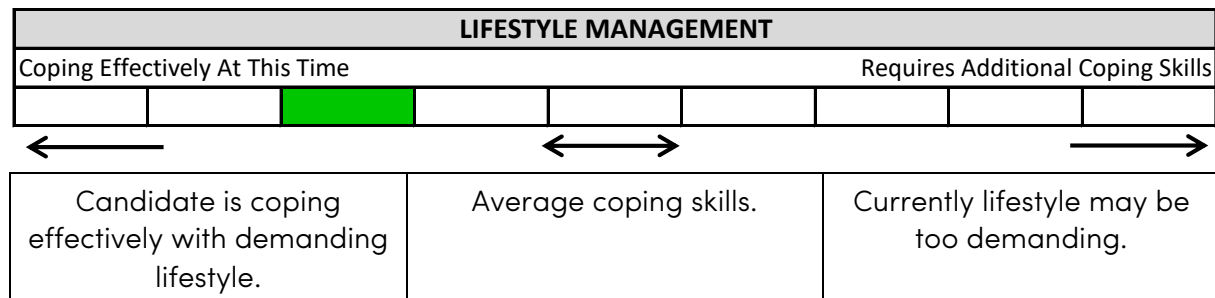 LIFESTYLE MANAGEMENT
Coping Effectively At This Time
Requires Additional Coping Skills
Candidate is coping
effectively with demanding
lifestyle.
Average coping skills.
Currently lifestyle may be
too demanding.